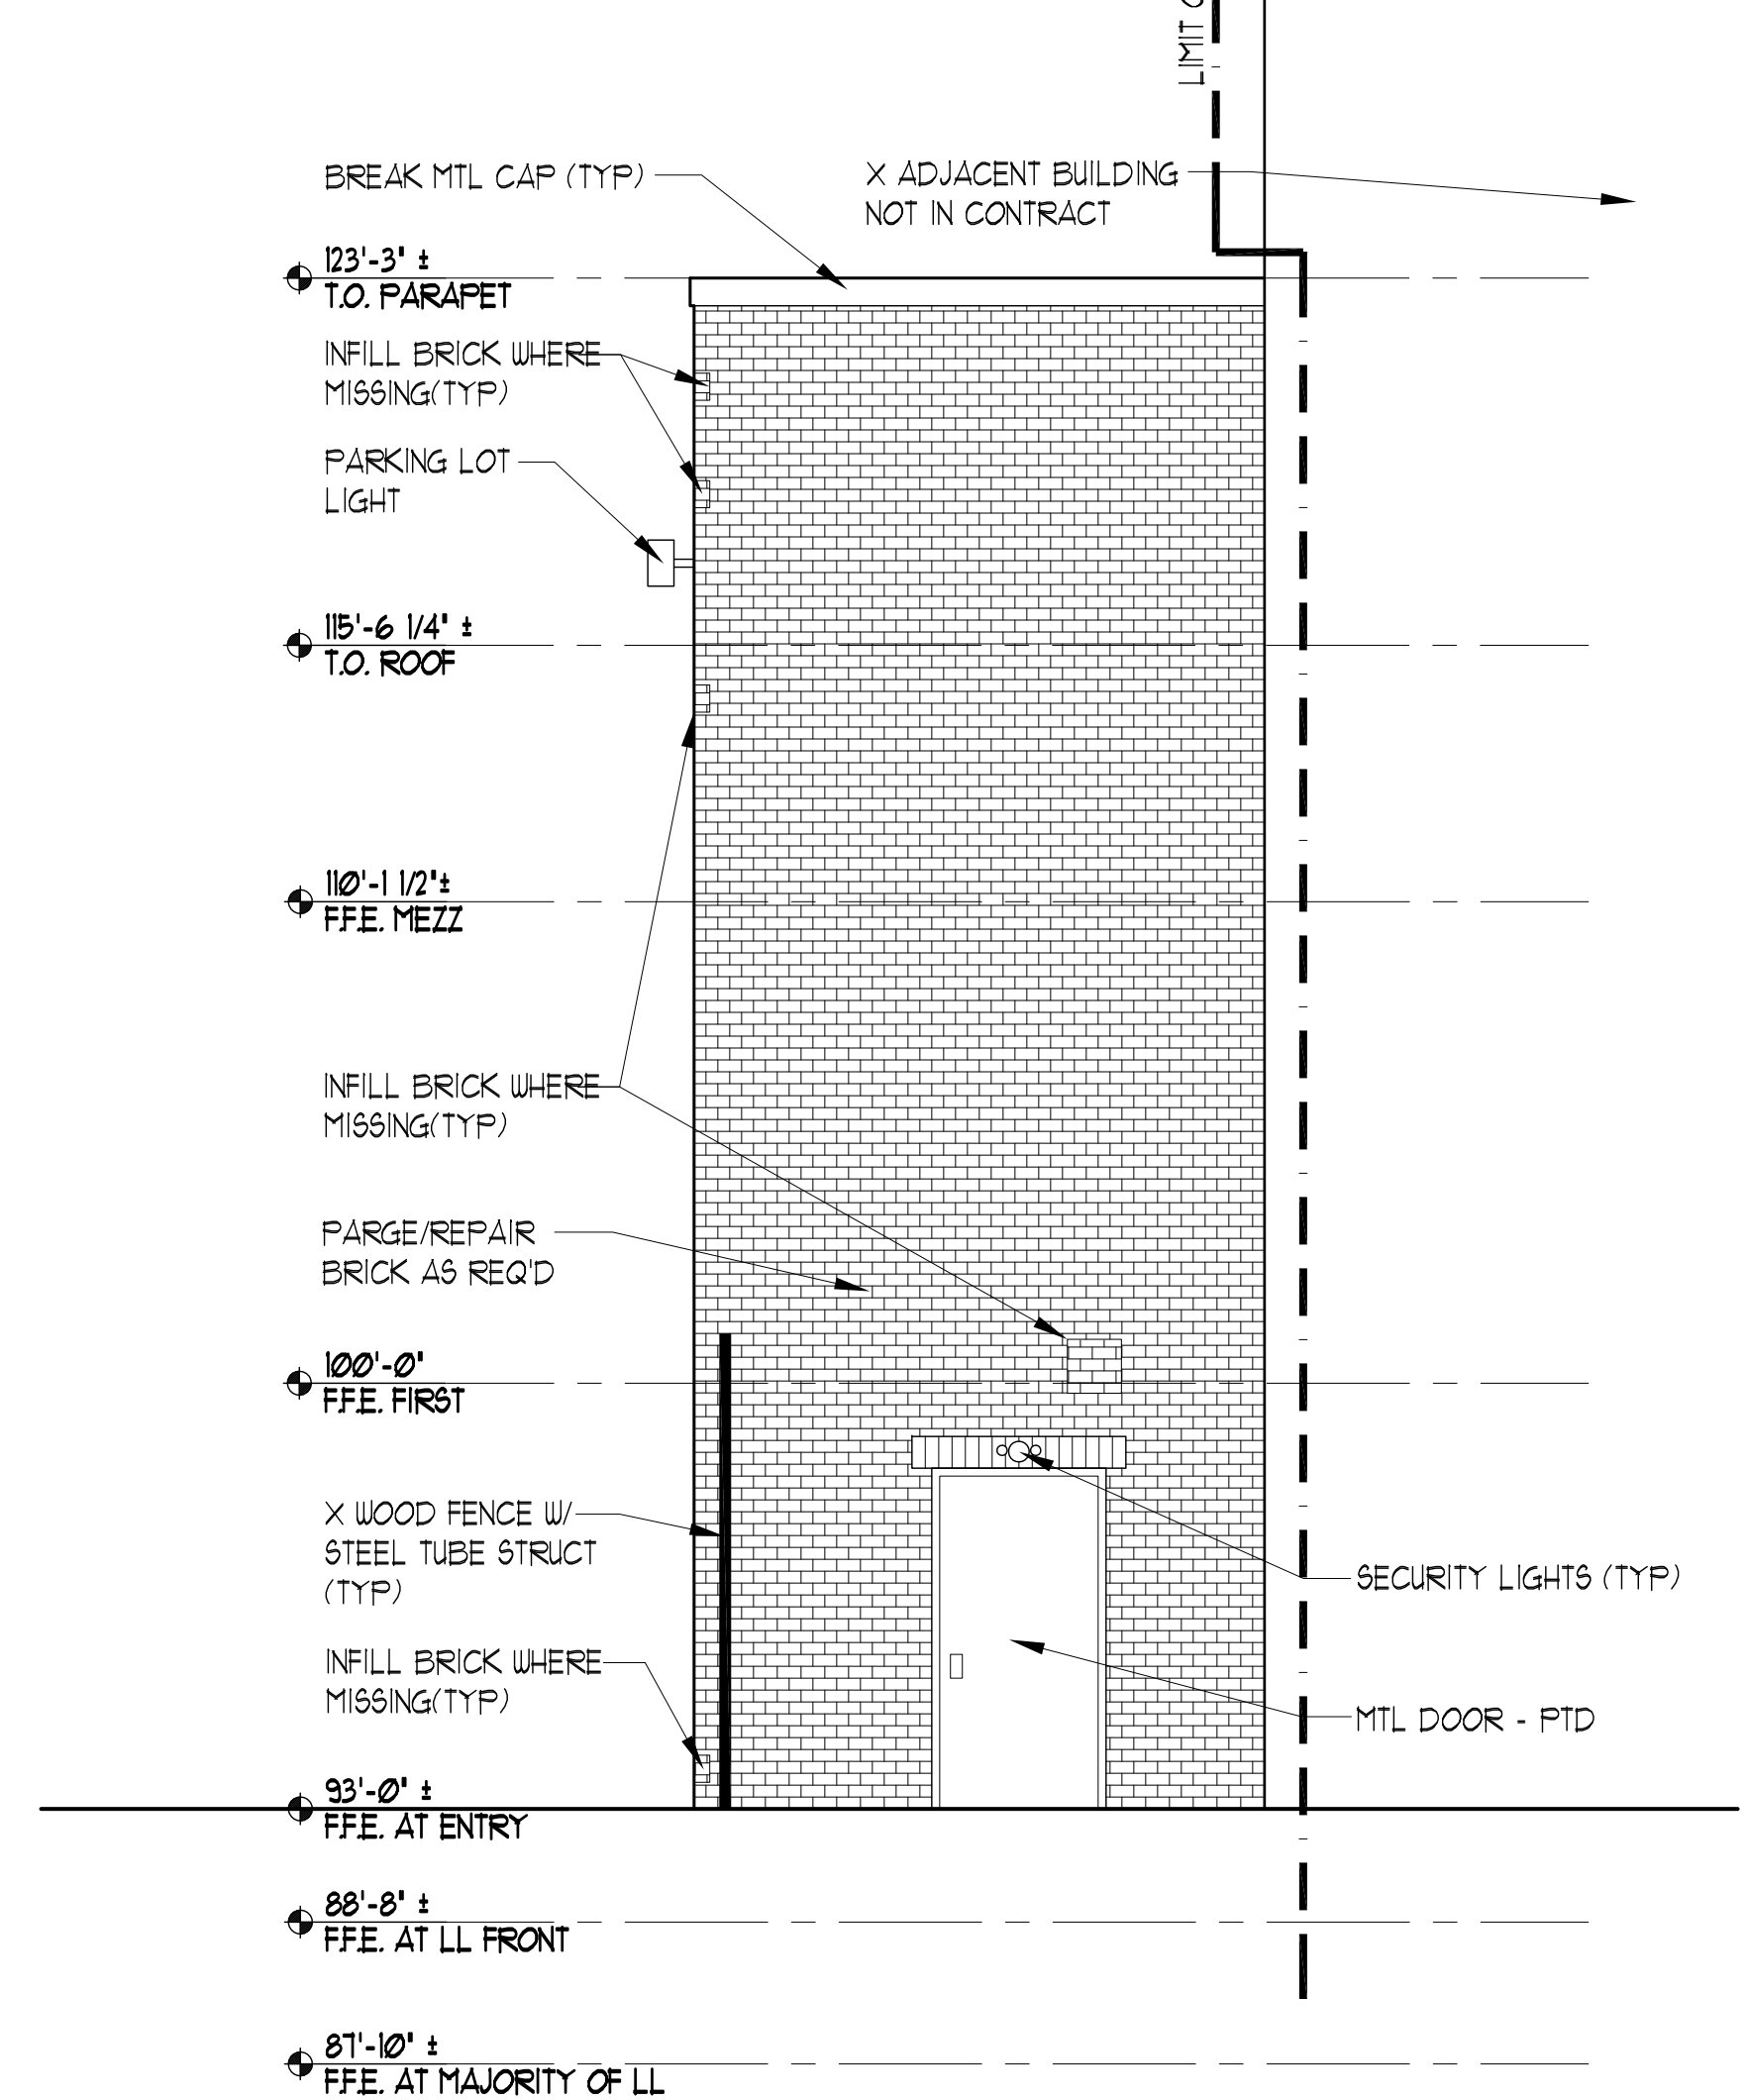 LIMIT
BREAK MTL CAP (TYP)
X ADJACENT BUILDING
NOT IN CONTRACT
123'-3" ±
T.O. PARAPET
INFILL BRICK WHERE
MISSING(TYP)
PARKING LOT
LIGHT
115'-6 1/4" ±
T.O. ROOF
110'-1 1/2"±
F.F.E. MEZZ
INFILL BRICK WHERE
MISSING(TYP)
PARGE/REPAIR
BRICK AS REQ'D
100'-0"
F.F.E. FIRST
X WOOD FENCE W/
STEEL TUBE STRUCT
(TYP)
SECURITY LIGHTS (TYP)
INFILL BRICK WHERE
MISSING(TYP)
MTL DOOR - PTD
93'-0" ±
F.F.E. AT ENTRY
88'-8" ±
F.F.E. AT LL FRONT
87'-10" ±
F.F.E. AT MAJORITY OF LL